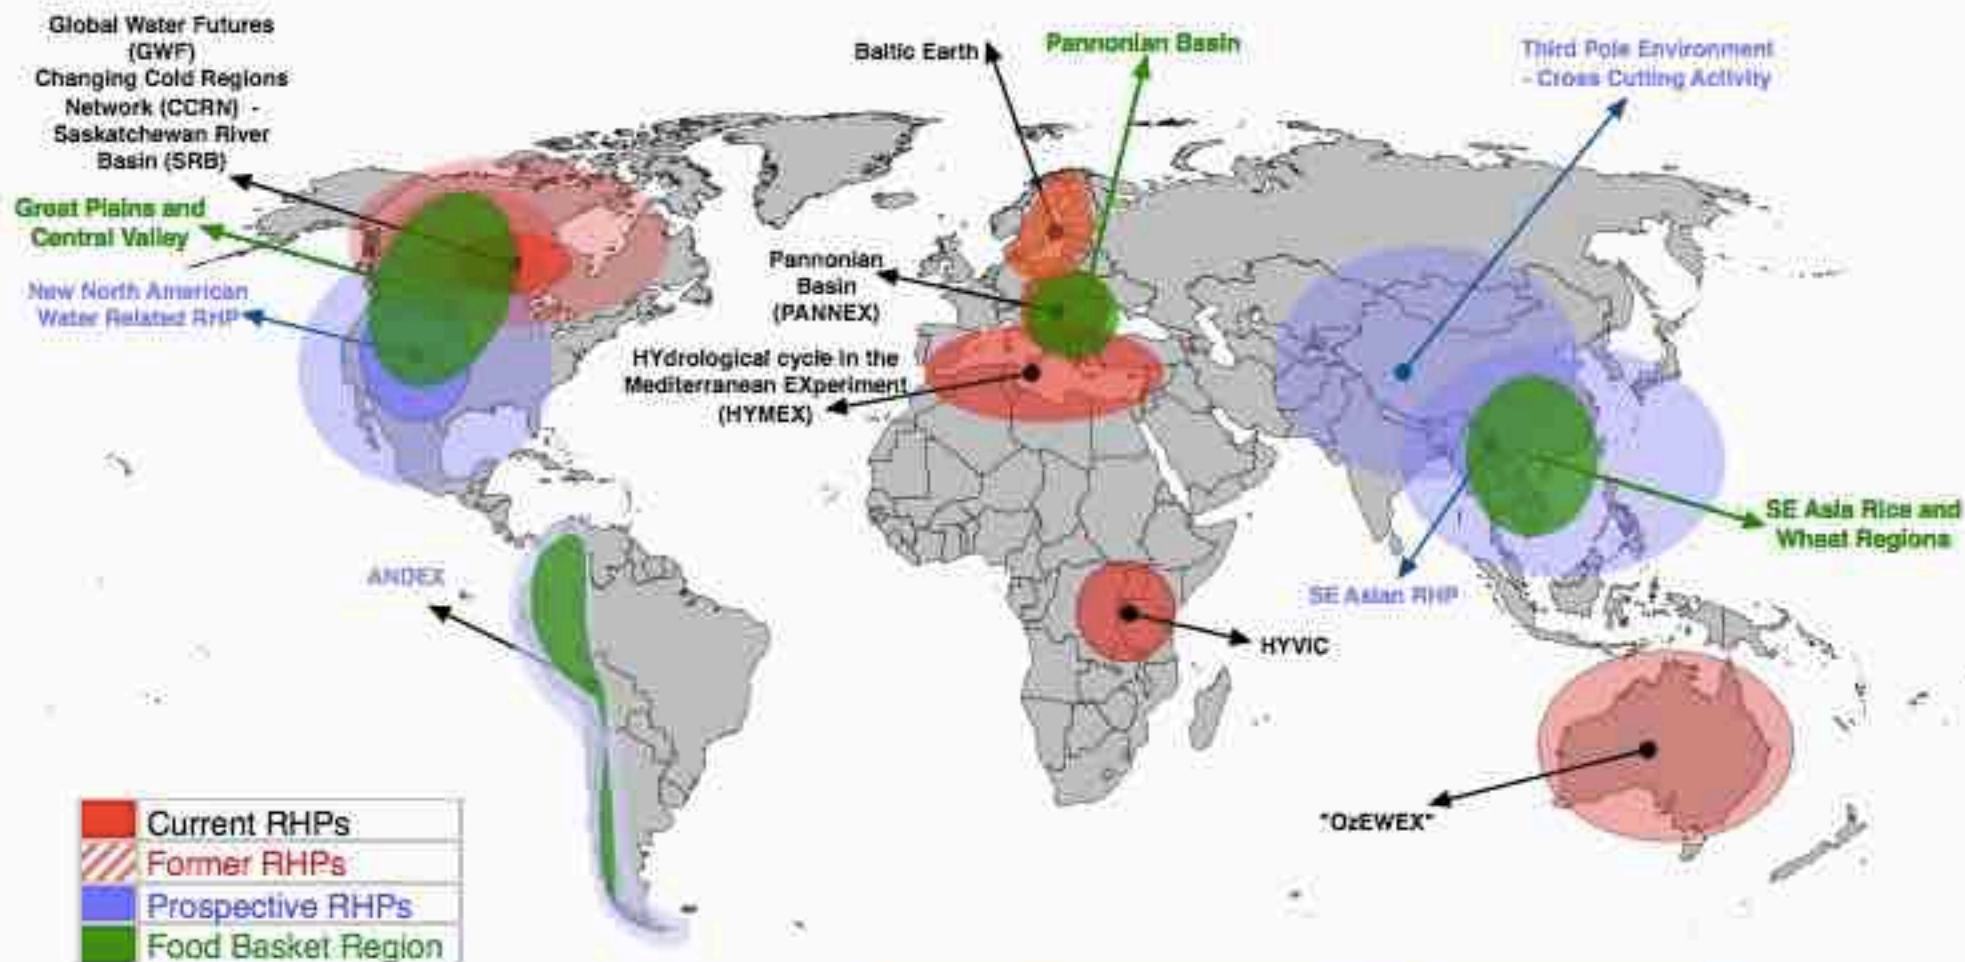 Global Water Futures
(GWF)
Changing Cold Regions
Network (CCRN) -
Saskatchewan River
Basin (SRB)
Great Plains and
Central Valley
New North American
Water Related RHP
Baltic Earth
Pannonian Basin
Third Pole Environment
- Cross Cutting Activity
Pannonian
Basin
(PANNEX)
HYdrological cycle in the
Mediterranean EXperiment
(HYMEX)
SE Asia Rice and
Wheat Regions
SE Asian RHP
ANDEX
HYVIC
"OzEWEX"
Current RHPs
Former RHPs
Prospective RHPs
Food Basket Region